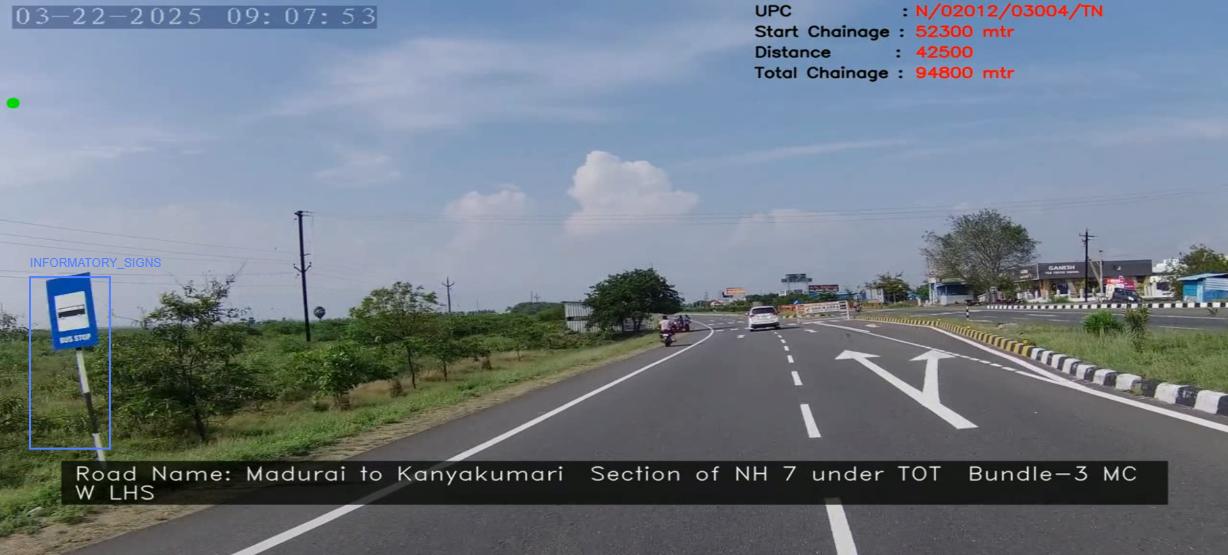 03-22-2025 09:07:53
UPC : N/02012/03004/TN
Start Chainage : 52300 mtr
Distance : 42500
Total Chainage : 94800 mtr
INFORMATORY_SIGNS
BUS STOP
GANESH
Road Name: Madurai to Kanyakumari Section of NH 7 under TOT Bundle-3 MC
W LHS